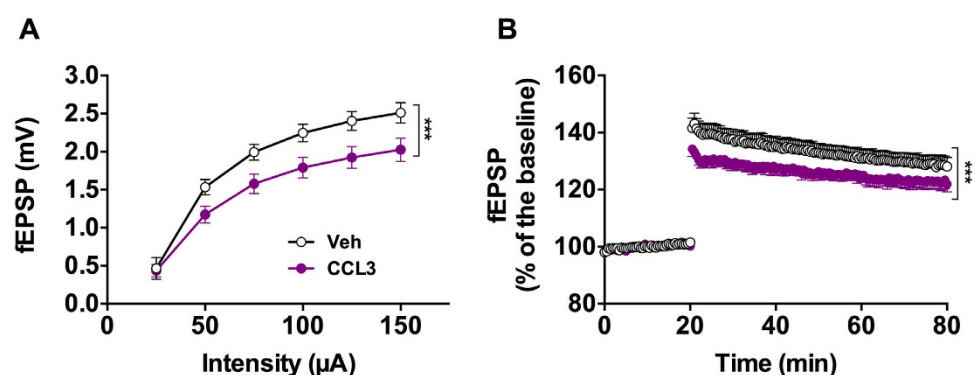 A
fEPSP (mV)
3.0
2.5
2.0
1.5
1.0
0.5
0.0
0
50
100
150
Intensity (µA)
Veh
CCL3
***
B
fEPSP
(% of the baseline)
160
140
120
100
80
0
20
40
60
80
Time (min)
***